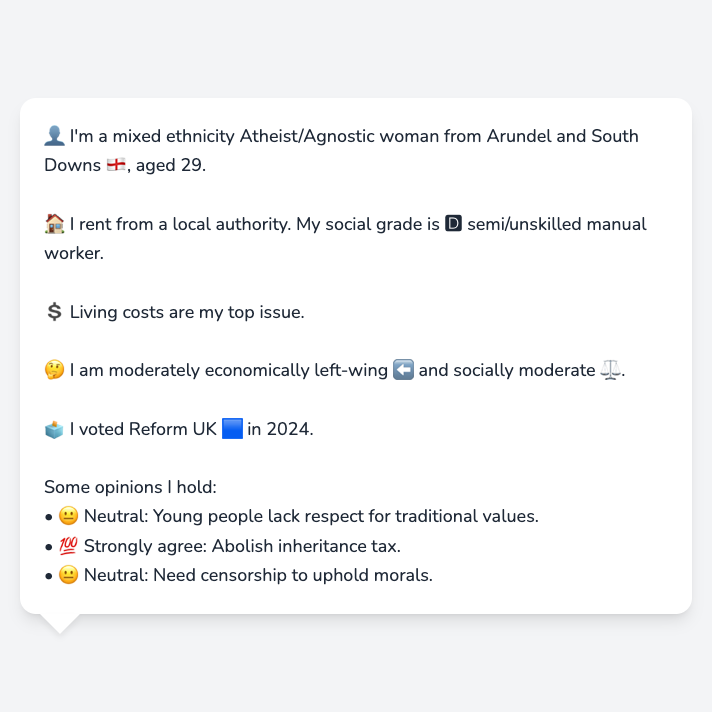 👤 I'm a mixed ethnicity Atheist/Agnostic woman from Arundel and South
Downs 🏴󠁧󠁢󠁥󠁮󠁧󠁿, aged 29.
🏠 I rent from a local authority. My social grade is 🅳 semi/unskilled manual
worker.
💲 Living costs are my top issue.
🤔 I am moderately economically left-wing ⬅️ and socially moderate ⚖️.
🗳️ I voted Reform UK 🟦 in 2024.
Some opinions I hold:
• 😐 Neutral: Young people lack respect for traditional values.
• 💯 Strongly agree: Abolish inheritance tax.
• 😐 Neutral: Need censorship to uphold morals.